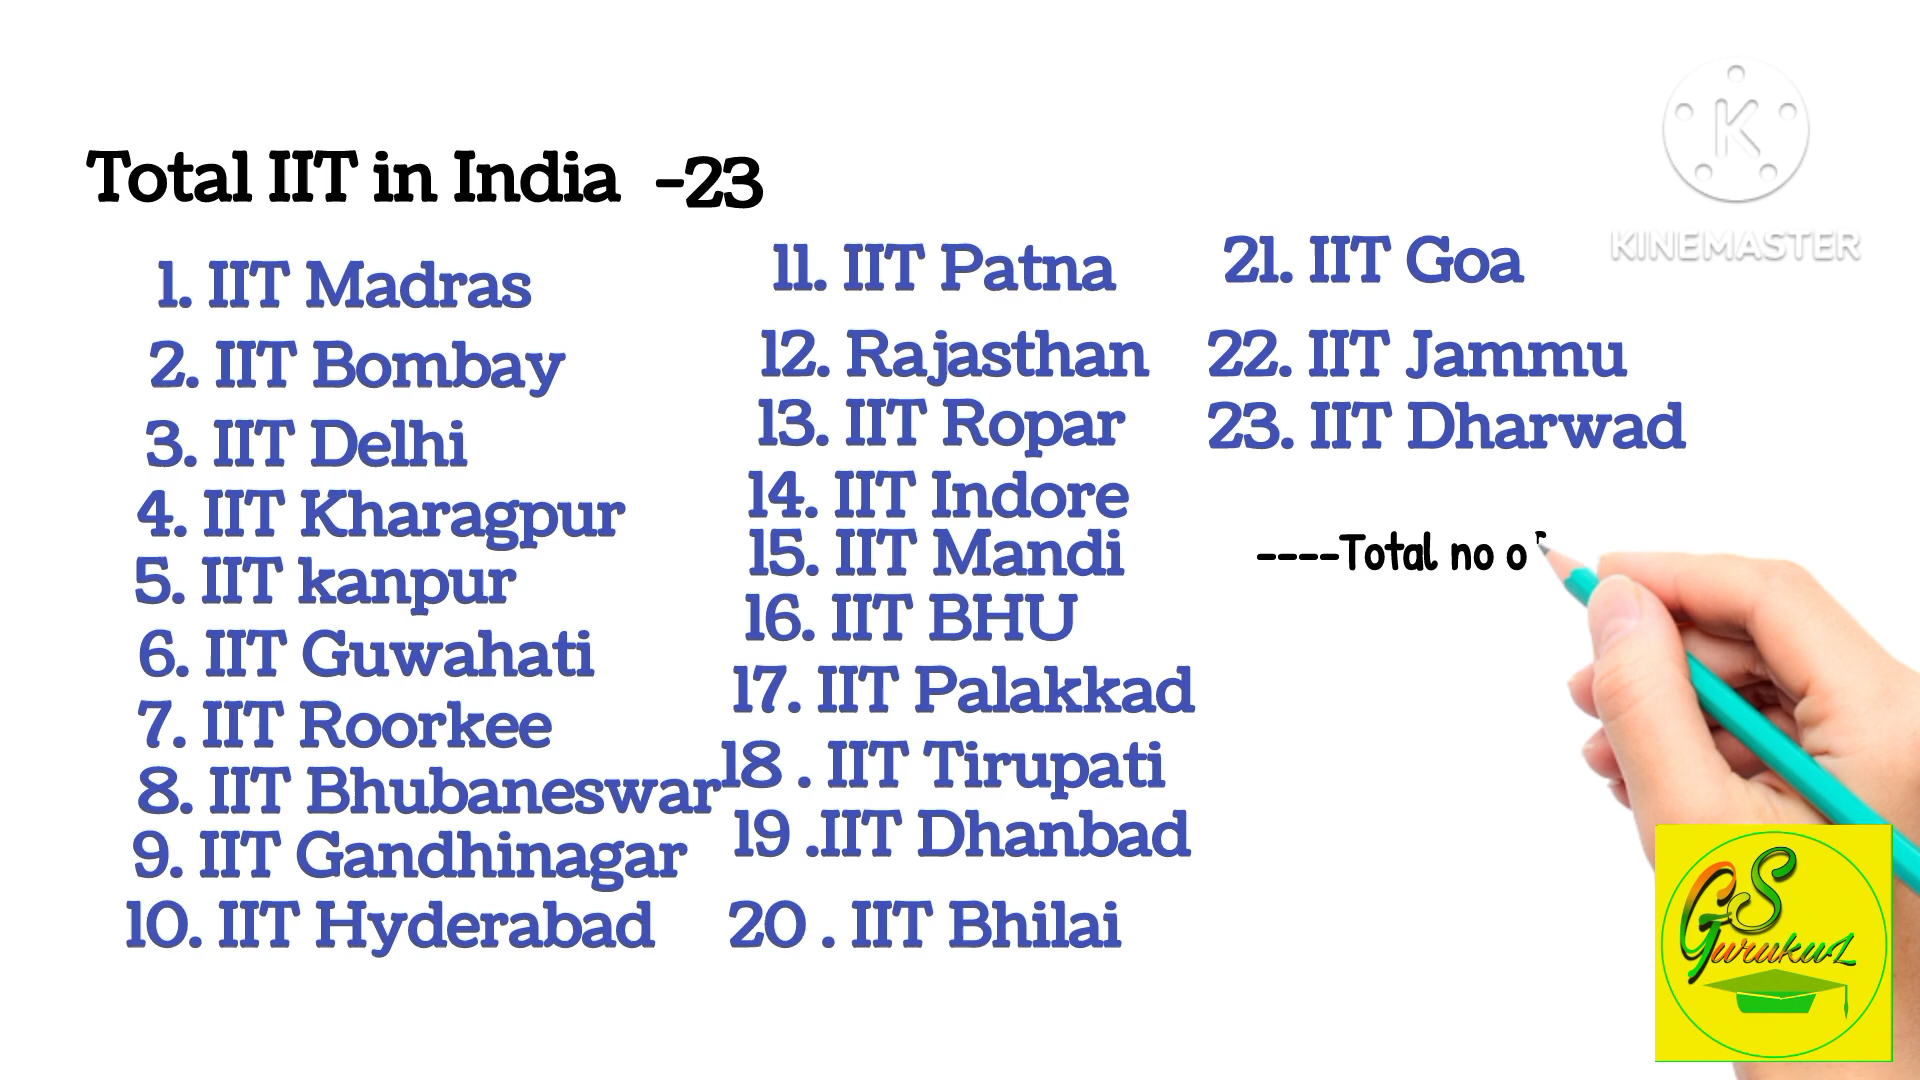 Total IIT in India -23
1. IIT Madras
2. IIT Bombay
3. IIT Delhi
4. IIT Kharagpur
5. IIT kanpur
6. IIT Guwahati
7. IIT Roorkee
8. IIT Bhubaneswar
9. IIT Gandhinagar
10. IIT Hyderabad
11. IIT Patna
12. Rajasthan
13. IIT Ropar
14. IIT Indore
15. IIT Mandi
16. IIT BHU
17. IIT Palakkad
18 . IIT Tirupati
19 .IIT Dhanbad
20 . IIT Bhilai
21. IIT Goa
22. IIT Jammu
23. IIT Dharwad
----Total no o
K
KINEMASTER
GS
GurukuL